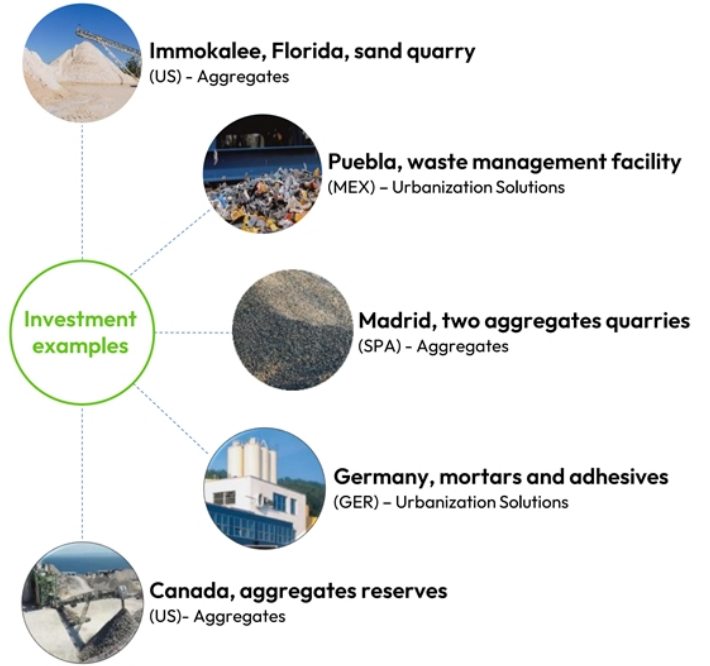 Immokalee, Florida, sand quarry
(US) - Aggregates
Puebla, waste management facility
(MEX) – Urbanization Solutions
Investment
examples
Madrid, two aggregates quarries
(SPA) - Aggregates
Germany, mortars and adhesives
(GER) – Urbanization Solutions
Canada, aggregates reserves
(US)- Aggregates